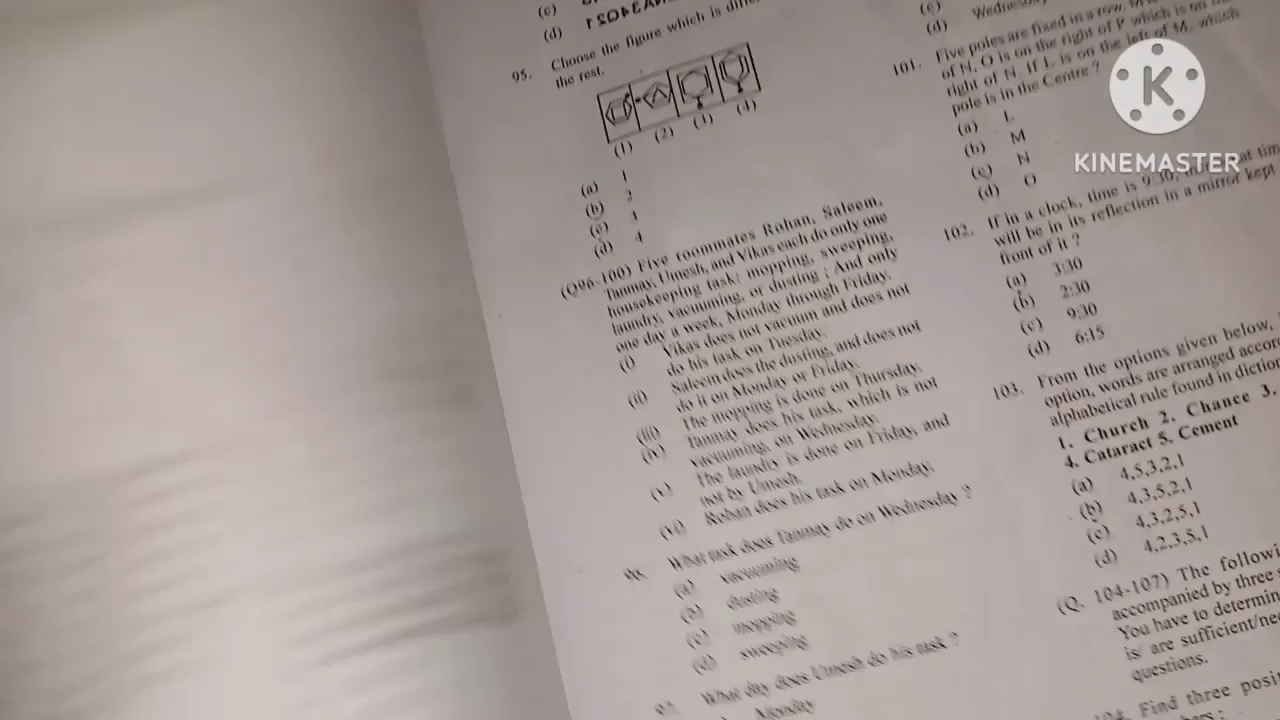 (c)
(d)
95. Choose the figure which is
the rest.
(1) (2) (3) (4)
(a) 1
(b) 2
(c) 3
(d) 4
(Q96-100) Five roommates Rohan, Saleem,
Tanmay, Umesh, and Vikas each do only one
housekeeping task: mopping, sweeping,
laundry, vacuuming, or dusting ; And only
one day a week, Monday through Friday.
(i) Vikas does not vacuum and does not
do his task on Tuesday.
(ii) Saleem does the dusting, and does not
do it on Monday or Friday.
(iii) The mopping is done on Thursday.
(iv) Tanmay does his task, which is not
vacuuming, on Wednesday.
(v) The laundry is done on Friday, and
not by Umesh.
(vi) Rohan does his task on Monday.
96. What task does Tanmay do on Wednesday ?
(a) vacuuming
(b) dusting
(c) mopping
(d) sweeping
97. What day does Umesh do his task ?
Monday
(c)
(d) Wednesday
101. Five poles are fixed in a row. M is
of N, O is on the right of P which is on the
right of N. If L is on the left of M, which
pole is in the Centre ?
(a) L
(b) M
(c) N
(d) O
102. If in a clock, time is 9:30,
will be in its reflection in a mirror kept
front of it ?
(a) 3:30
(b) 2:30
(c) 9:30
(d) 6:15
103. From the options given below,
option, words are arranged
alphabetical rule found in
1. Church 2. Chance 3.
4. Cataract 5. Cement
(a) 4,5,3,2,1
(b) 4,3,5,2,1
(c) 4,3,2,5,1
(d) 4,2,3,5,1
(Q. 104-107) The
accompanied by three
You have to
is/ are
questions.
104. Find three
K
KINEMASTER